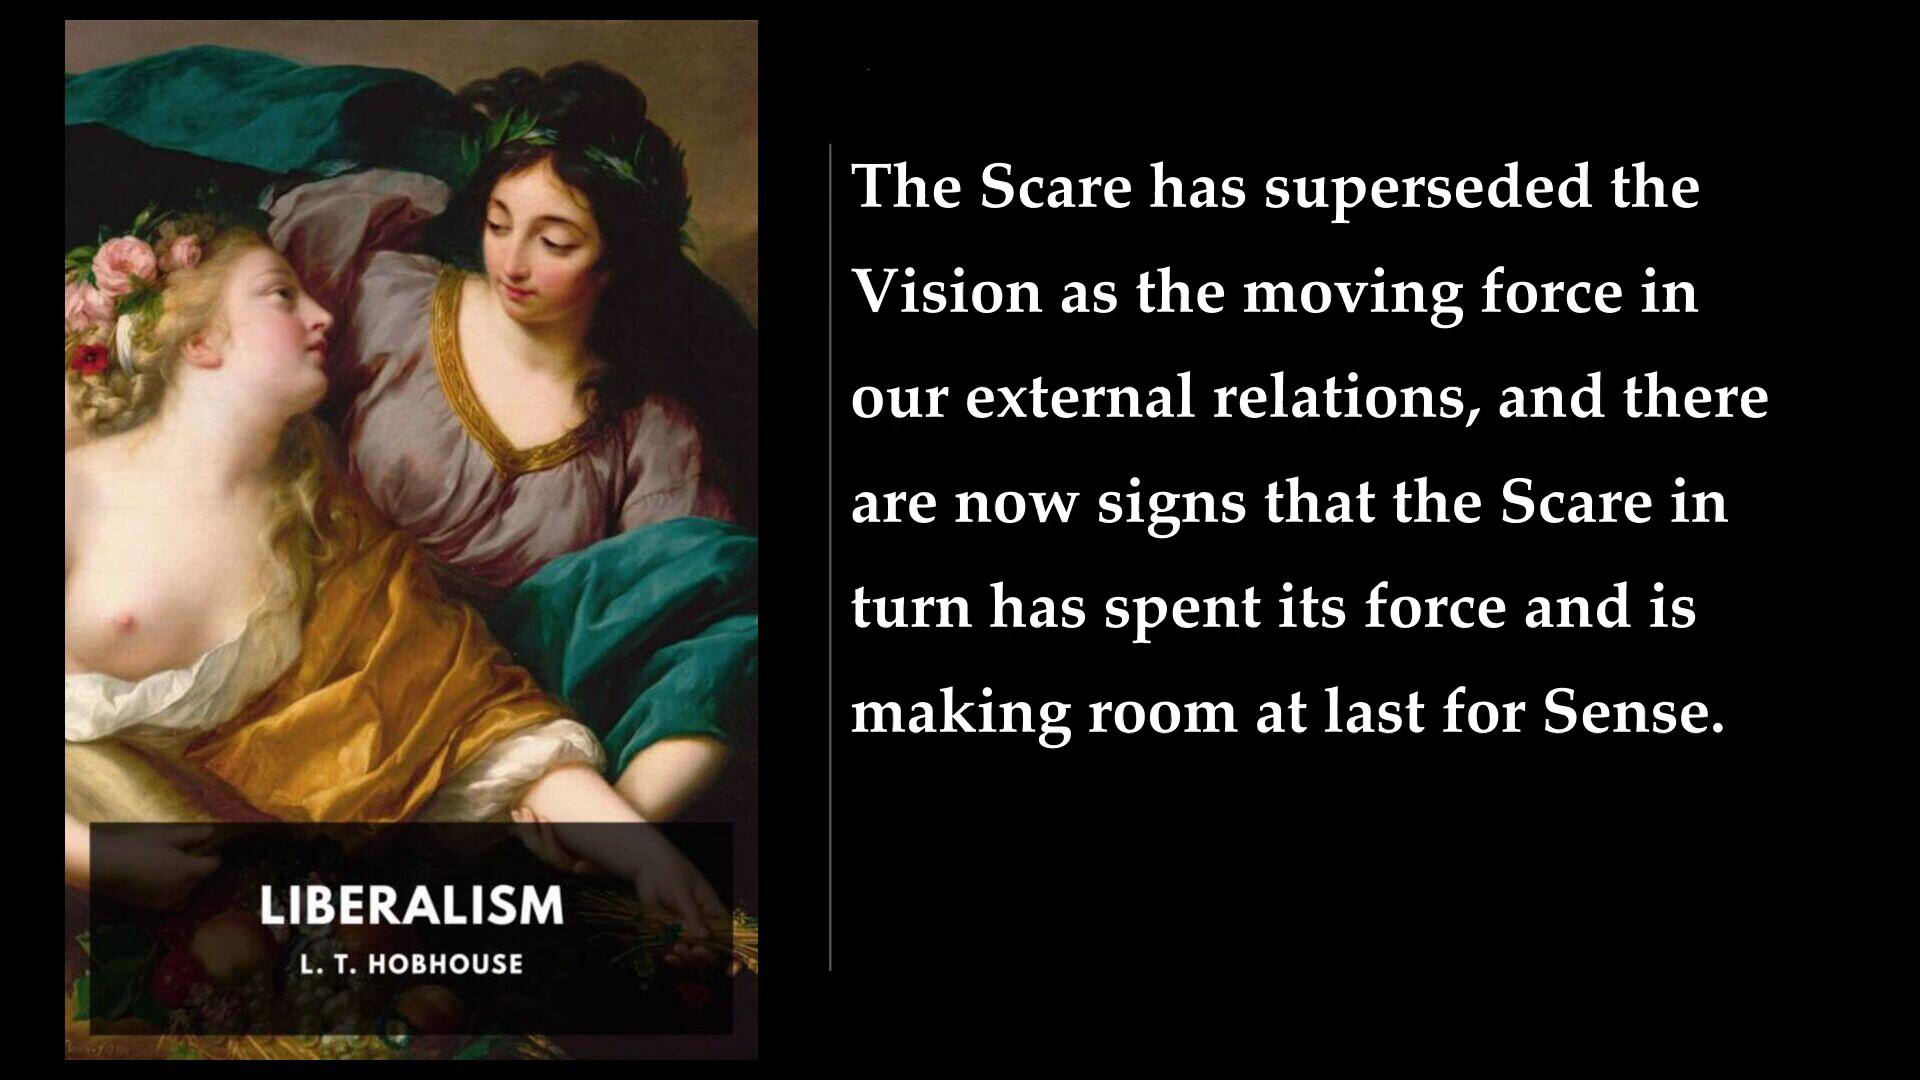 The Scare has superseded the
Vision as the moving force in
our external relations, and there
are now signs that the Scare in
turn has spent its force and is
making room at last for Sense.
LIBERALISM
L. T. HOBHOUSE